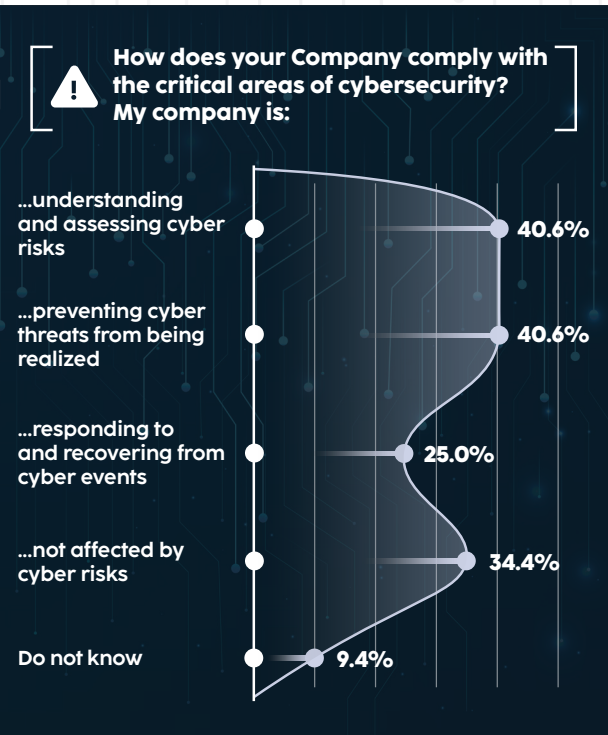 How does your Company comply with
the critical areas of cybersecurity?
My company is:
...understanding
and assessing cyber
risks
40.6%
...preventing cyber
threats from being
realized
40.6%
...responding to
and recovering from
cyber events
25.0%
...not affected by
cyber risks
34.4%
Do not know
9.4%